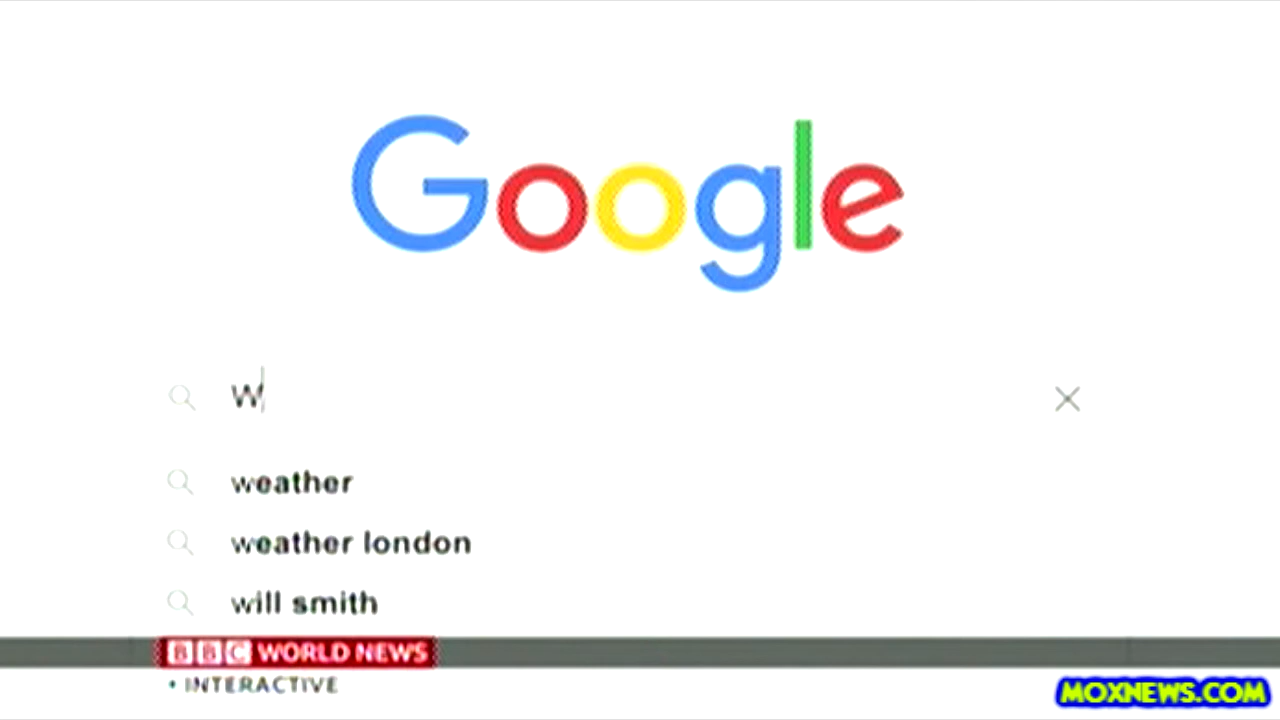 Google
W
weather
weather london
will smith
BBC WORLD NEWS
• INTERACTIVE
MOXNEWS.COM